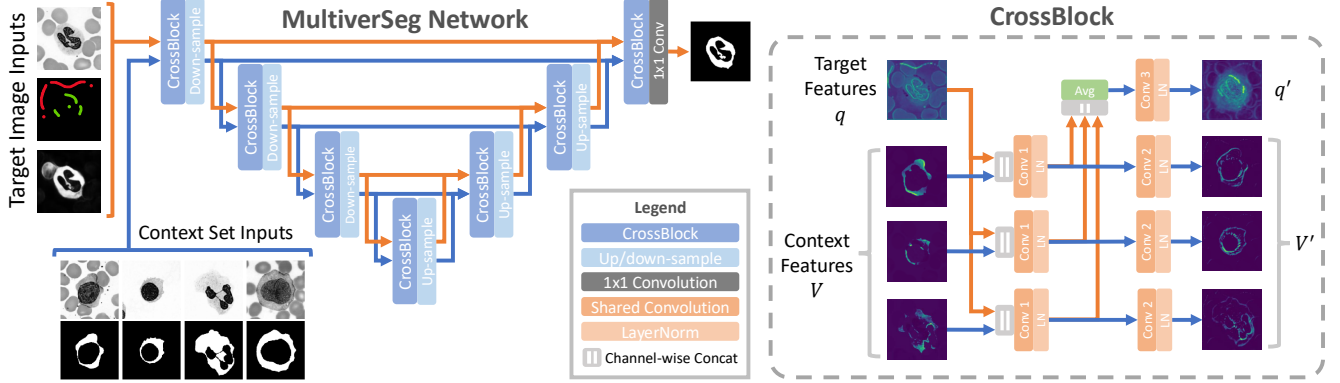 MultiverSeg Network
Target Image Inputs
CrossBlock
Down-sample
CrossBlock
Down-sample
CrossBlock
Down-sample
CrossBlock
Up-sample
CrossBlock
Up-sample
CrossBlock
Up-sample
CrossBlock
1x1 Conv
Context Set Inputs
Legend
CrossBlock
Up/down-sample
1x1 Convolution
Shared Convolution
LayerNorm
Channel-wise Concat
CrossBlock
Target
Features
q
Context
Features
V
Avg
Conv 3
LN
q'
Conv 1
LN
Conv 2
LN
Conv 1
LN
Conv 2
LN
Conv 1
LN
Conv 2
LN
V'